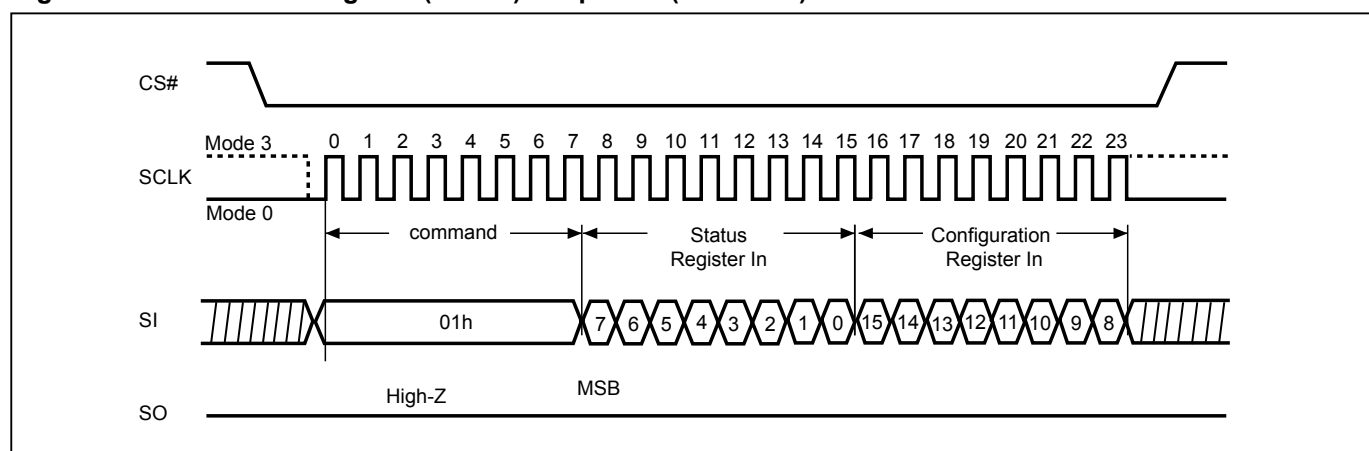 CS#
Mode 3
0 1 2 3 4 5 6 7 8 9 10 11 12 13 14 15 16 17 18 19 20 21 22 23
SCLK
Mode 0
command
Status
Register In
Configuration
Register In
SI
01h
7 6 5 4 3 2 1 0 15 14 13 12 11 10 9 8
High-Z
MSB
SO